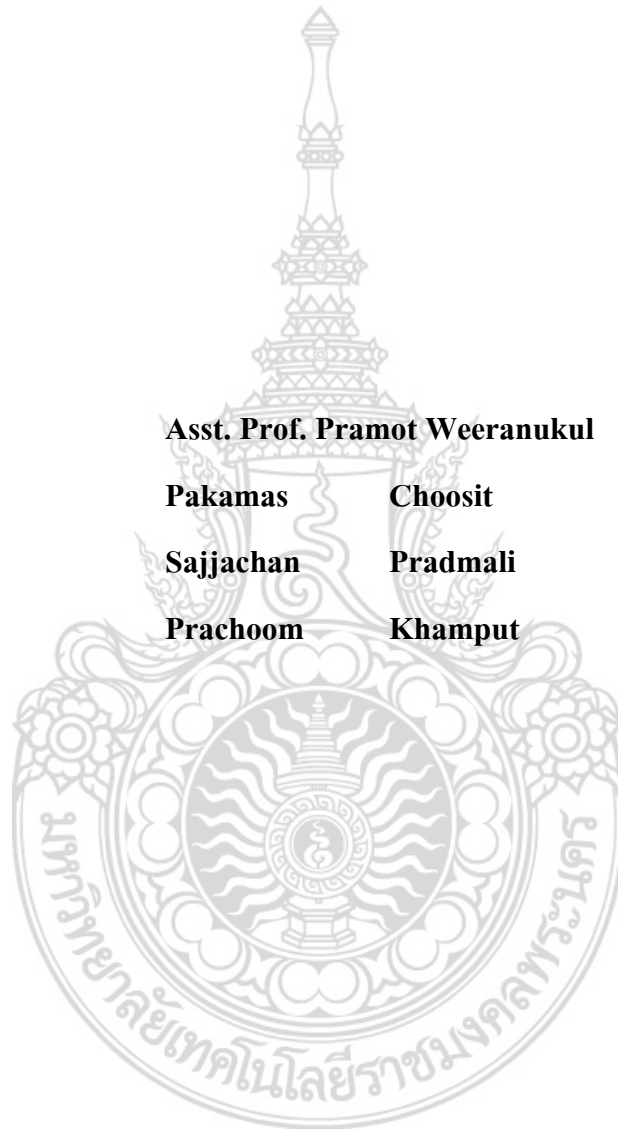 Asst. Prof. Pramot Weeranukul
Pakamas Choosit
Sajjachan Pradmali
Prachoom Khamput
มหาวิทยาลัยเทคโนโลยีราชมงคลพระนคร